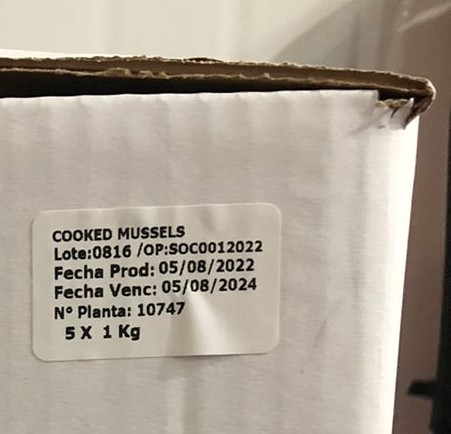 COOKED MUSSELS
Lote:0816 /OP:SOC0012022
Fecha Prod: 05/08/2022
Fecha Venc: 05/08/2024
N° Planta: 10747
5 X 1 Kg